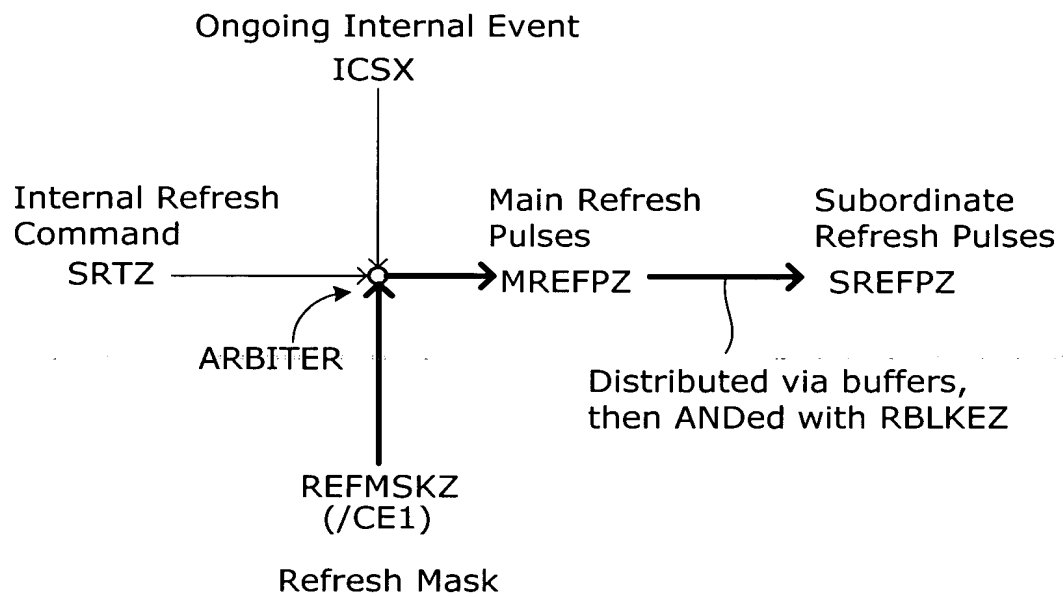 Ongoing Internal Event
ICSX
Internal Refresh
Command
SRTZ
Main Refresh
Pulses
MREFPZ
Subordinate
Refresh Pulses
SREFPZ
ARBITER
Distributed via buffers,
then ANDed with RBLKEZ
REFMSKZ
(/CE1)
Refresh Mask